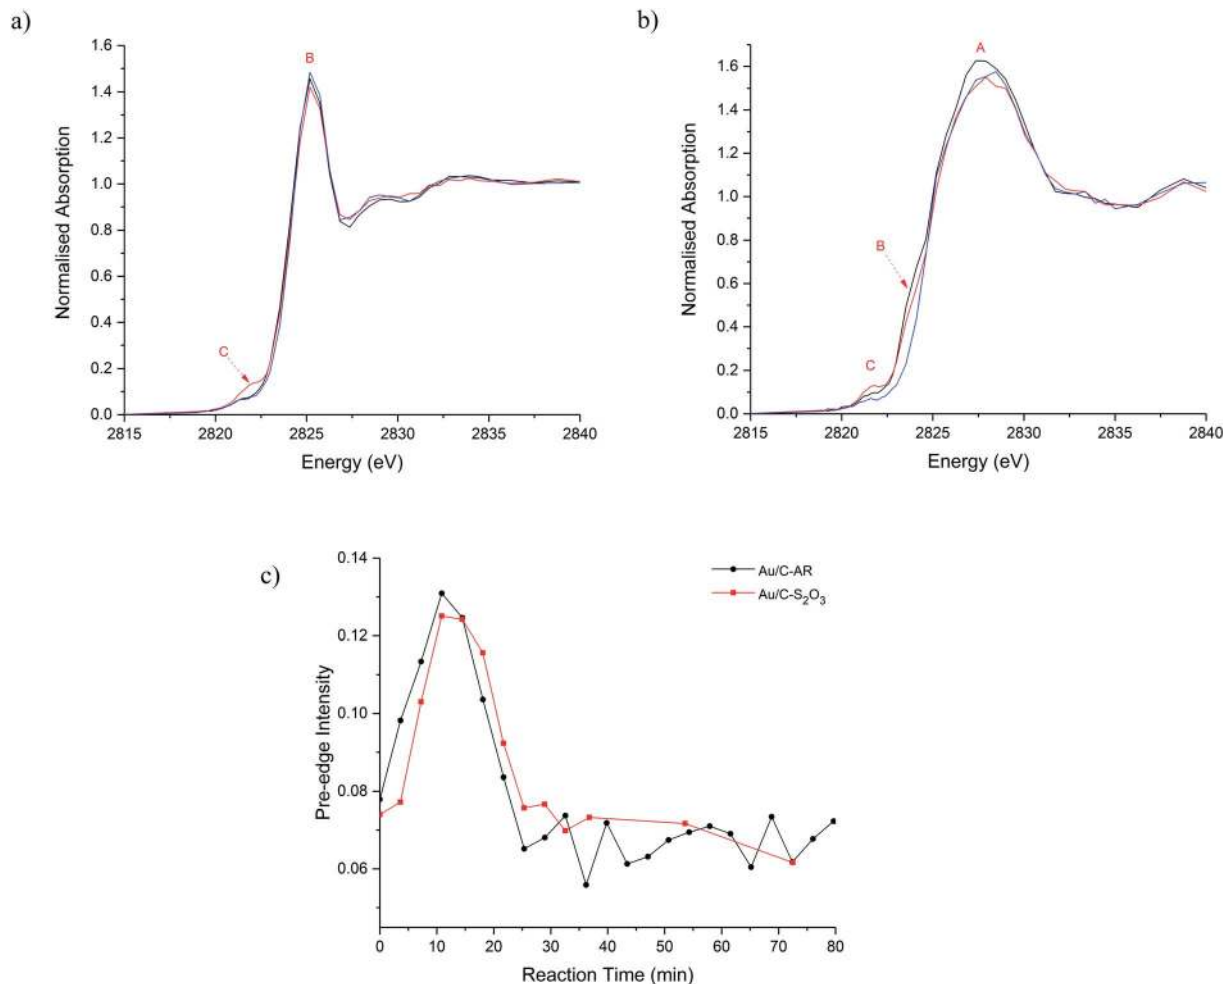 a)
1.6
1.4
1.2
1.0
0.8
0.6
0.4
0.2
0.0
Normalised Absorption
B
C
2815 2820 2825 2830 2835 2840
Energy (eV)
b)
1.6
1.4
1.2
1.0
0.8
0.6
0.4
0.2
0.0
Normalised Absorption
A
B
C
2815 2820 2825 2830 2835 2840
Energy (eV)
c)
0.14
0.12
0.10
0.08
0.06
Pre-edge Intensity
Au/C-AR
Au/C-S₂O₃
0 10 20 30 40 50 60 70 80
Reaction Time (min)